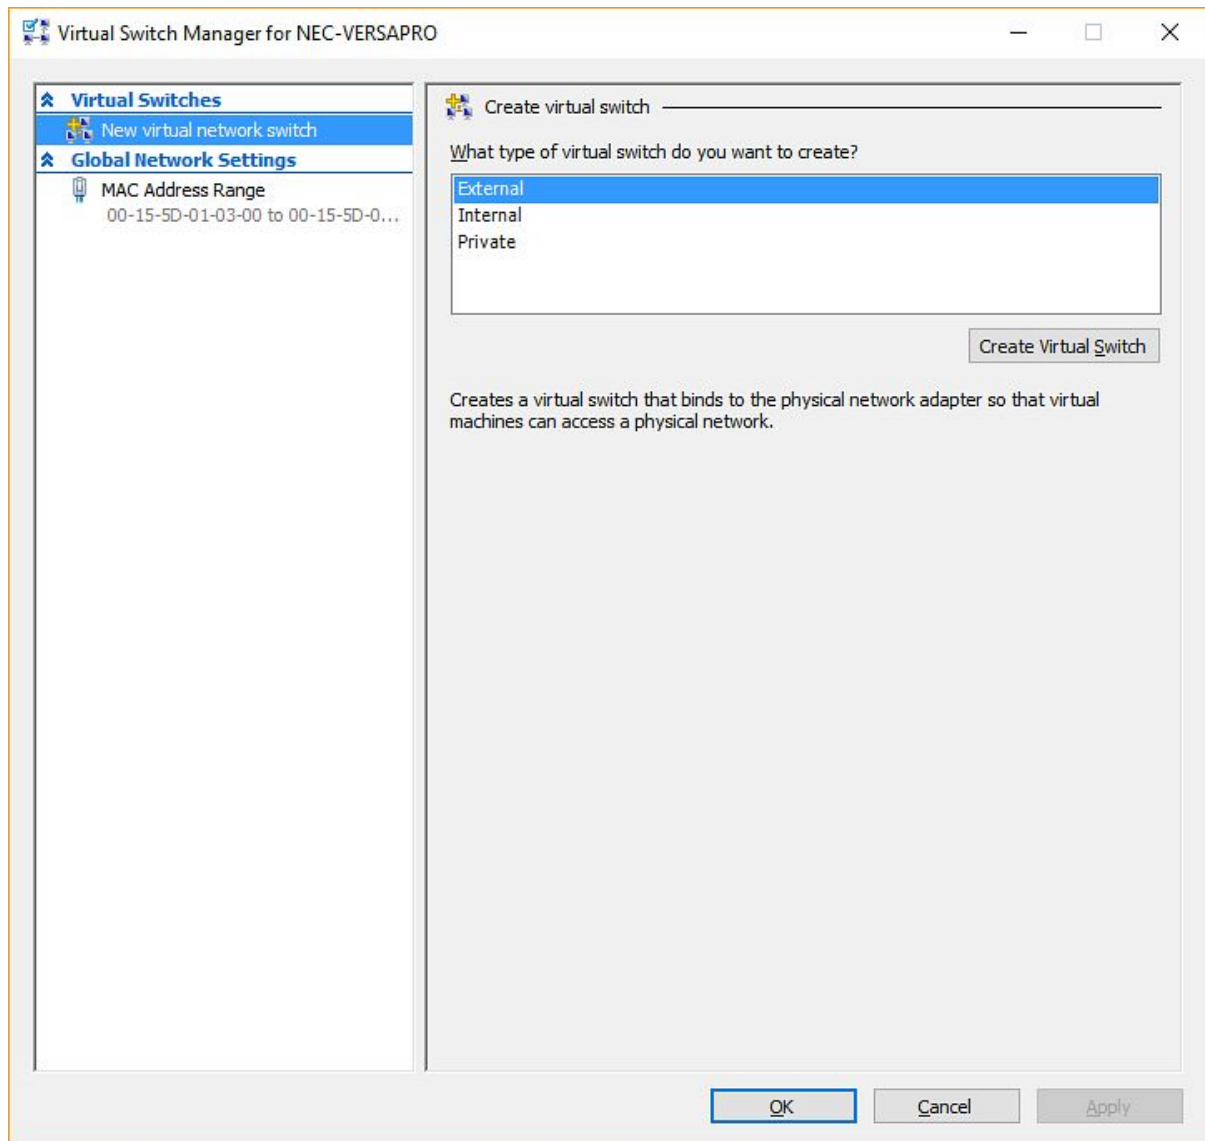 Virtual Switch Manager for NEC-VERSAPRO
Virtual Switches
New virtual network switch
Global Network Settings
MAC Address Range
00-15-5D-01-03-00 to 00-15-5D-0...
Create virtual switch
What type of virtual switch do you want to create?
External
Internal
Private
Create Virtual Switch
Creates a virtual switch that binds to the physical network adapter so that virtual
machines can access a physical network.
OK
Cancel
Apply